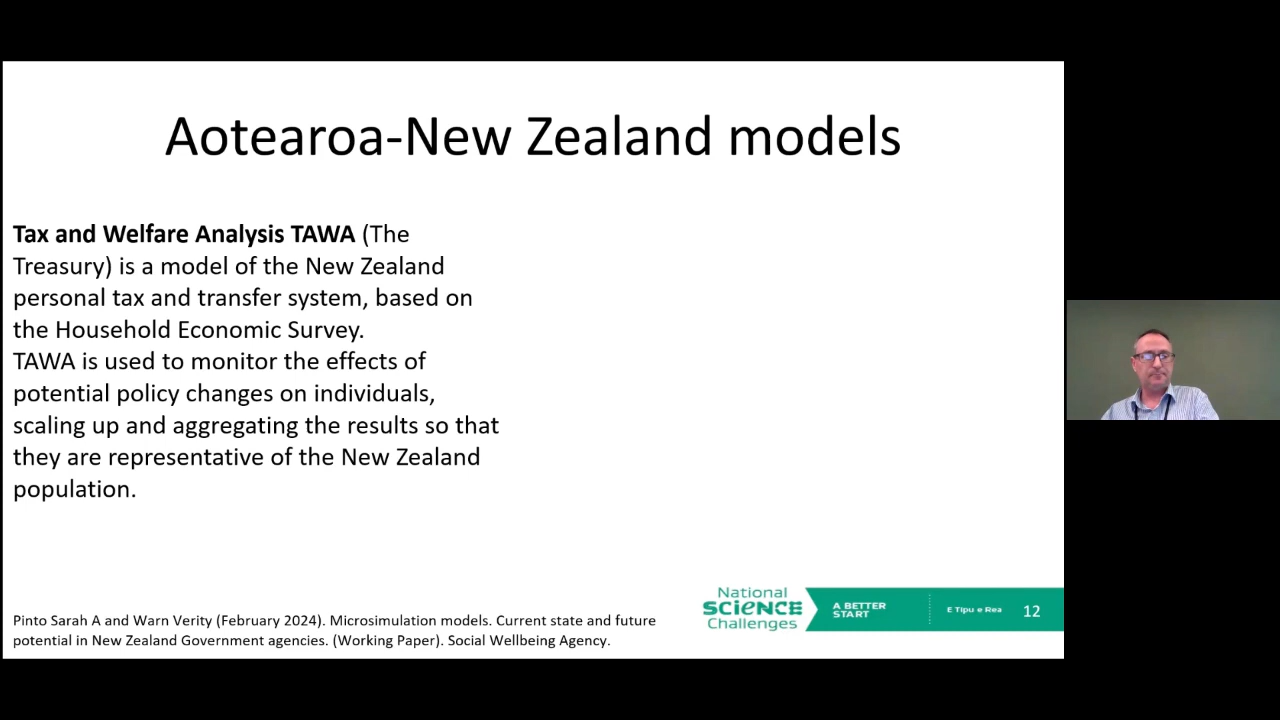 Aotearoa-New Zealand models
Tax and Welfare Analysis TAWA (The
Treasury) is a model of the New Zealand
personal tax and transfer system, based on
the Household Economic Survey.
TAWA is used to monitor the effects of
potential policy changes on individuals,
scaling up and aggregating the results so that
they are representative of the New Zealand
population.
Pinto Sarah A and Warn Verity (February 2024). Microsimulation models. Current state and future
potential in New Zealand Government agencies. (Working Paper). Social Wellbeing Agency.
National
SCIENCE
Challenges
A BETTER
START
E Tipu e Rea
12